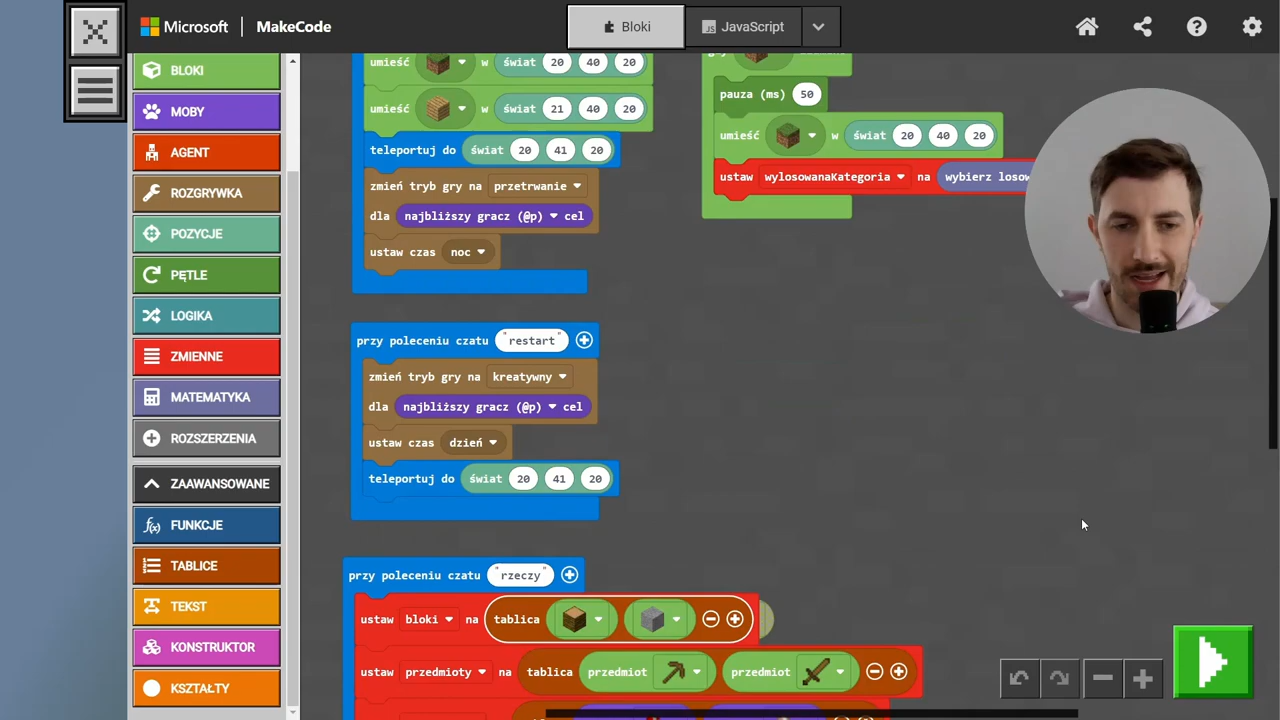 Microsoft | MakeCode
Bloki
JavaScript
BLOKI
MOBY
AGENT
ROZGRYWKA
POZYCJE
PĘTLE
LOGIKA
ZMIENNE
MATEMATYKA
ROZSZERZENIA
ZAAWANSOWANE
FUNKCJE
TABLICE
TEKST
KONSTRUKTOR
KSZTAŁTY
umieść w świat 20 40 20
umieść w świat 21 40 20
teleportuj do świat 20 41 20
zmień tryb gry na przetrwanie
dla najbliższy gracz (@p) cel
ustaw czas noc
pauza (ms) 50
umieść w świat 20 40 20
ustaw wylosowanaKategoria na wybierz losow
przy poleceniu czatu "restart"
zmień tryb gry na kreatywny
dla najbliższy gracz (@p) cel
ustaw czas dzień
teleportuj do świat 20 41 20
przy poleceniu czatu "rzeczy"
ustaw bloki na tablica
ustaw przedmioty na tablica przedmiot przedmiot